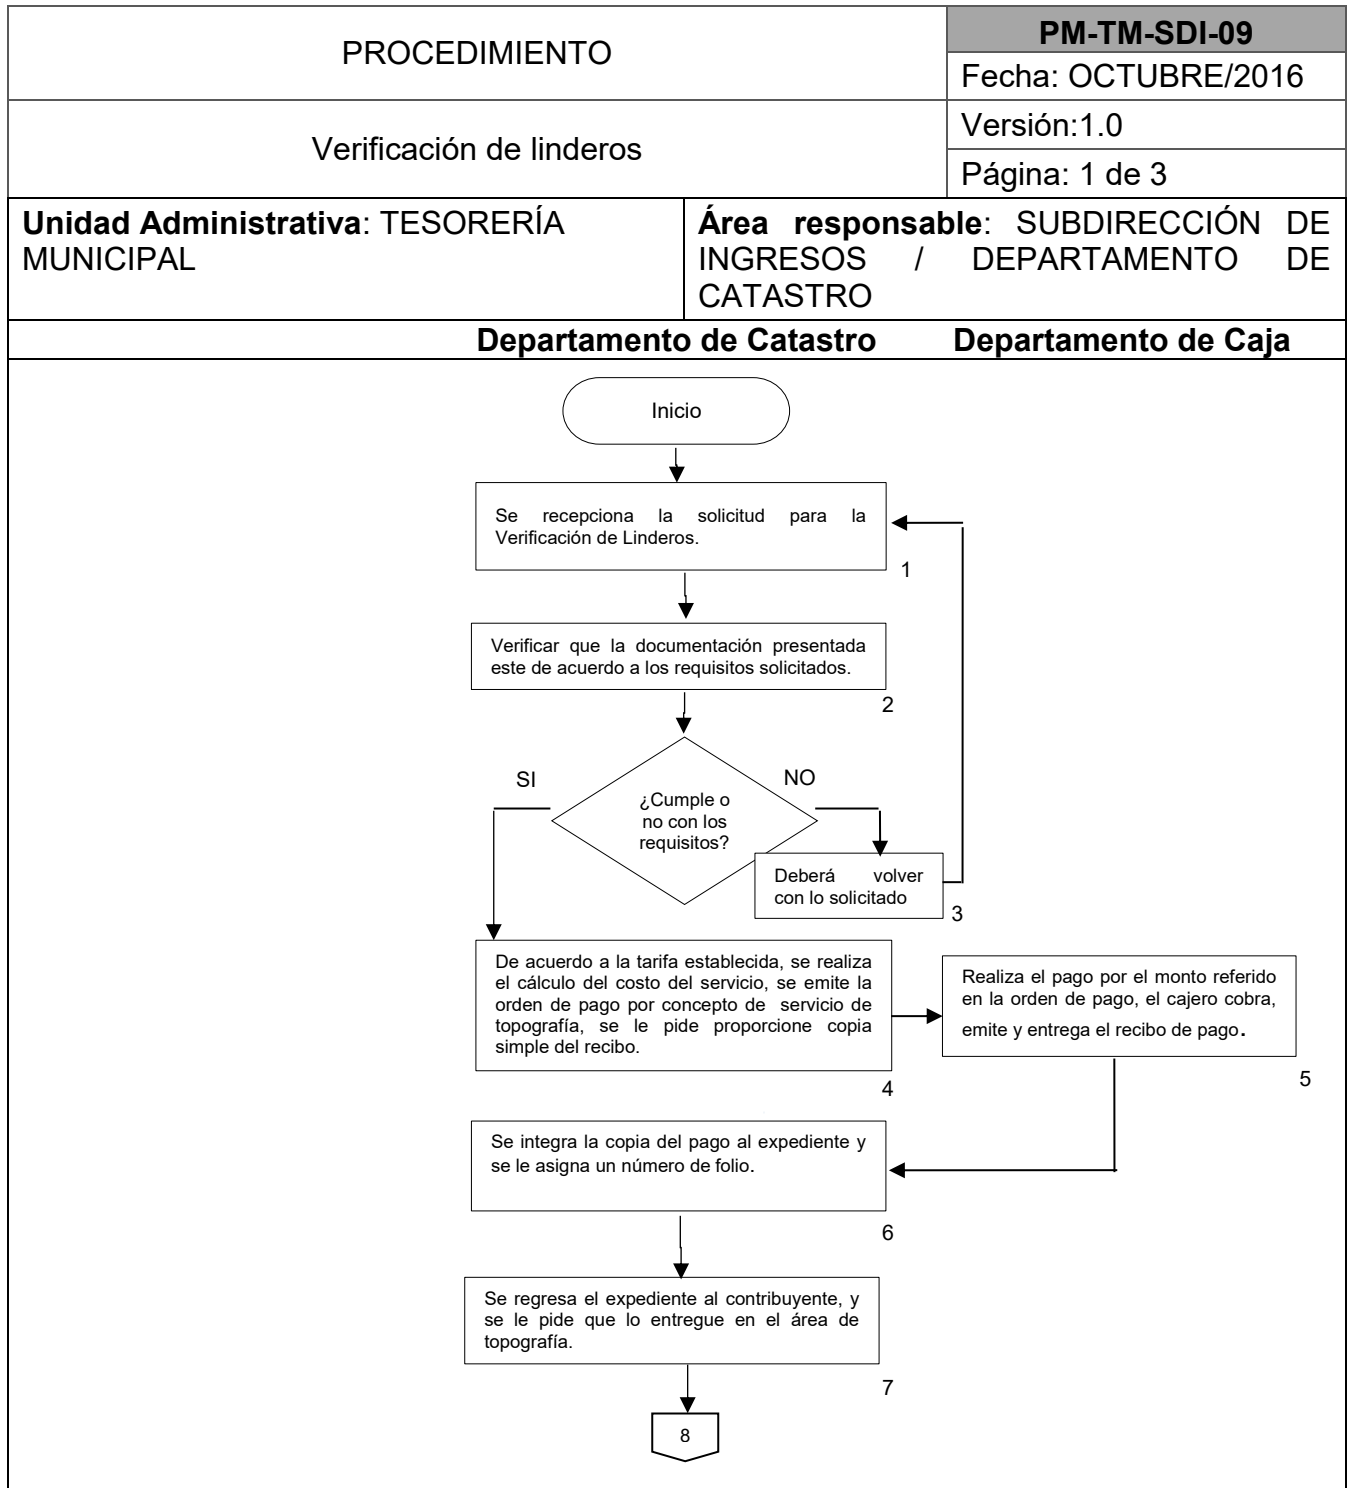 PROCEDIMIENTO
PM-TM-SDI-09
Fecha: OCTUBRE/2016
Verificación de linderos
Versión:1.0
Página: 1 de 3
Unidad Administrativa: TESORERÍA
MUNICIPAL
Área responsable: SUBDIRECCIÓN DE
INGRESOS / DEPARTAMENTO DE
CATASTRO
Departamento de Catastro
Departamento de Caja
Inicio
Se recepciona la solicitud para la
Verificación de Linderos.
1
Verificar que la documentación presentada
este de acuerdo a los requisitos solicitados.
2
SI
NO
¿Cumple o
no con los
requisitos?
Deberá volver
con lo solicitado
3
De acuerdo a la tarifa establecida, se realiza
el cálculo del costo del servicio, se emite la
orden de pago por concepto de servicio de
topografía, se le pide proporcione copia
simple del recibo.
4
Realiza el pago por el monto referido
en la orden de pago, el cajero cobra,
emite y entrega el recibo de pago.
5
Se integra la copia del pago al expediente y
se le asigna un número de folio.
6
Se regresa el expediente al contribuyente, y
se le pide que lo entregue en el área de
topografía.
7
8